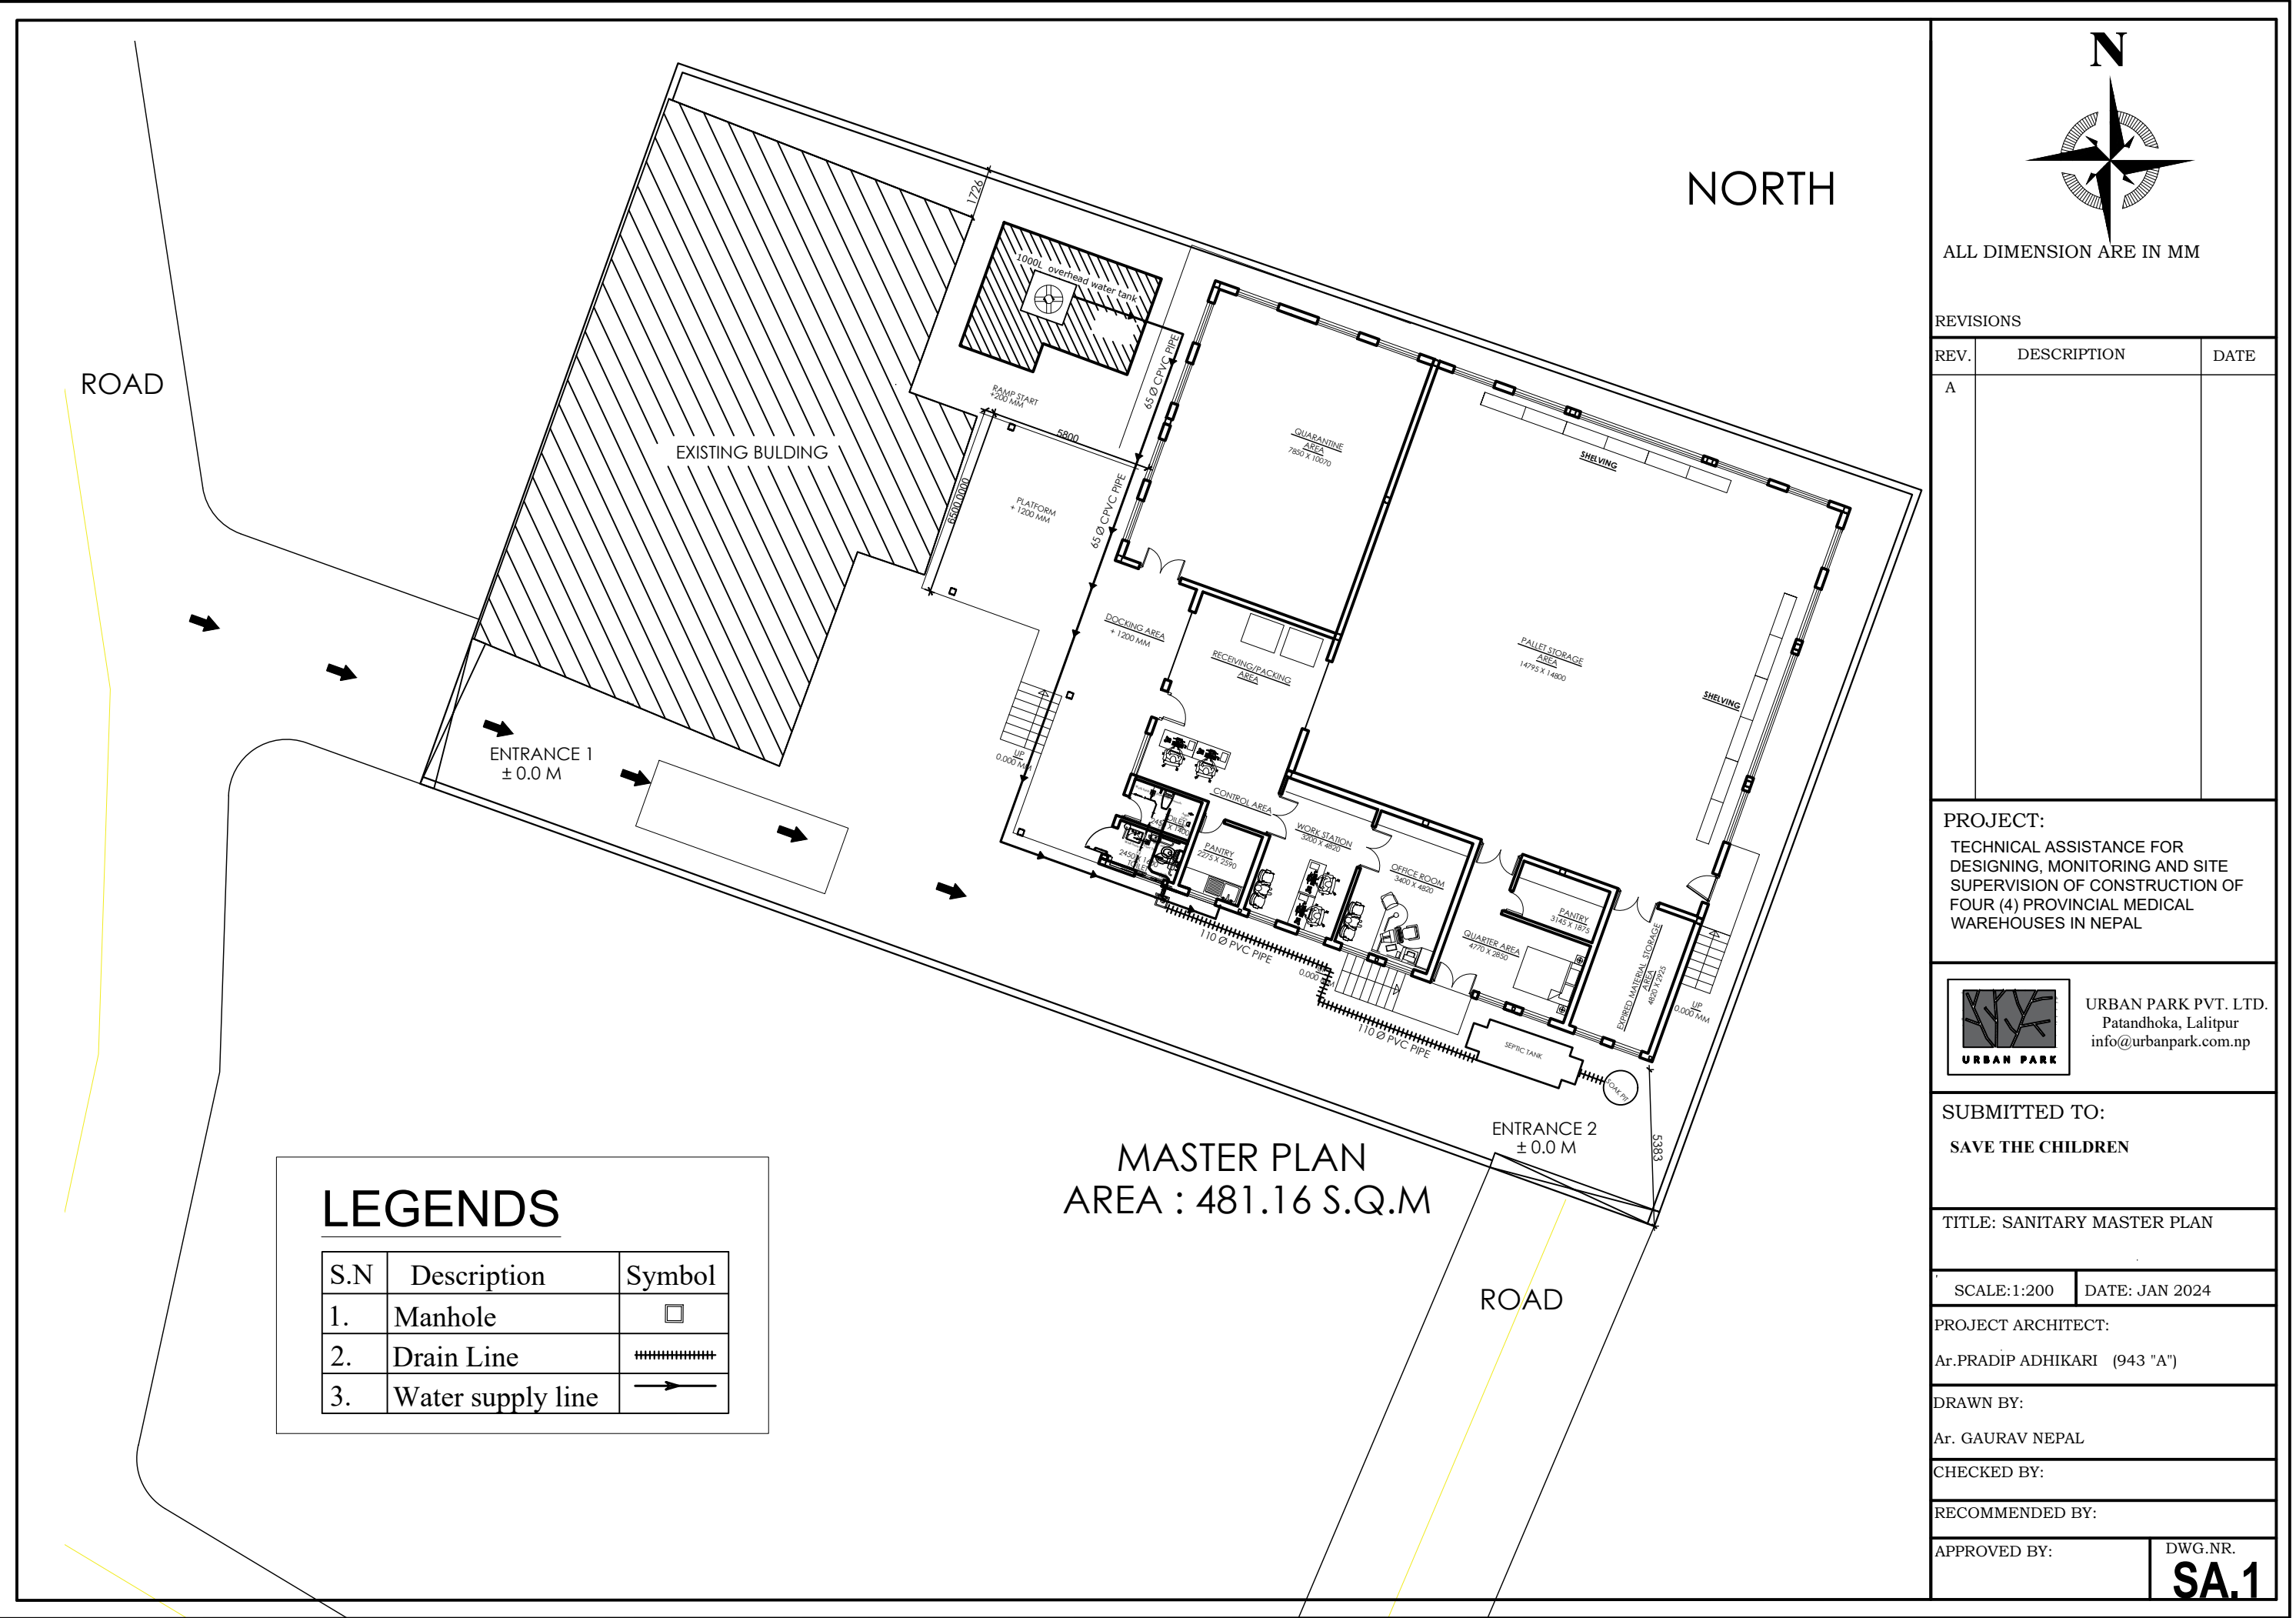 NORTH
ROAD
EXISTING BULDING
1726
1000L overhead water tank
65 Ø CPVC PIPE
RAMP START
+200 MM
5800
6500.0000
PLATFORM
+ 1200 MM
65 Ø CPVC PIPE
QUARANTINE
AREA
7850 X 10070
SHELVING
DOCKING AREA
+ 1200 MM
RECEIVING/PACKING
AREA
PALLET STORAGE
AREA
14795 X 14800
SHELVING
UP
0.000 MM
ENTRANCE 1
± 0.0 M
CONTROL AREA
PANTRY
2275 X 2590
WORK STATION
3200 X 4820
OFFICE ROOM
3400 X 4820
QUARTER AREA
4770 X 2850
PANTRY
3145 X 1875
EXPIRED MATERIAL STORAGE
AREA
4820 X 2925
UP
0.000 MM
110 Ø PVC PIPE
110 Ø PVC PIPE
SEPTIC TANK
SOAK PIT
ENTRANCE 2
± 0.0 M
5383
MASTER PLAN
AREA : 481.16 S.Q.M
ROAD
LEGENDS
S.N Description Symbol
1. Manhole
2. Drain Line
3. Water supply line
N
ALL DIMENSION ARE IN MM
REVISIONS
REV. DESCRIPTION DATE
A
PROJECT:
TECHNICAL ASSISTANCE FOR
DESIGNING, MONITORING AND SITE
SUPERVISION OF CONSTRUCTION OF
FOUR (4) PROVINCIAL MEDICAL
WAREHOUSES IN NEPAL
URBAN PARK
URBAN PARK PVT. LTD.
Patandhoka, Lalitpur
info@urbanpark.com.np
SUBMITTED TO:
SAVE THE CHILDREN
TITLE: SANITARY MASTER PLAN
SCALE:1:200 DATE: JAN 2024
PROJECT ARCHITECT:
Ar.PRADIP ADHIKARI (943 "A")
DRAWN BY:
Ar. GAURAV NEPAL
CHECKED BY:
RECOMMENDED BY:
APPROVED BY:
DWG.NR.
SA.1